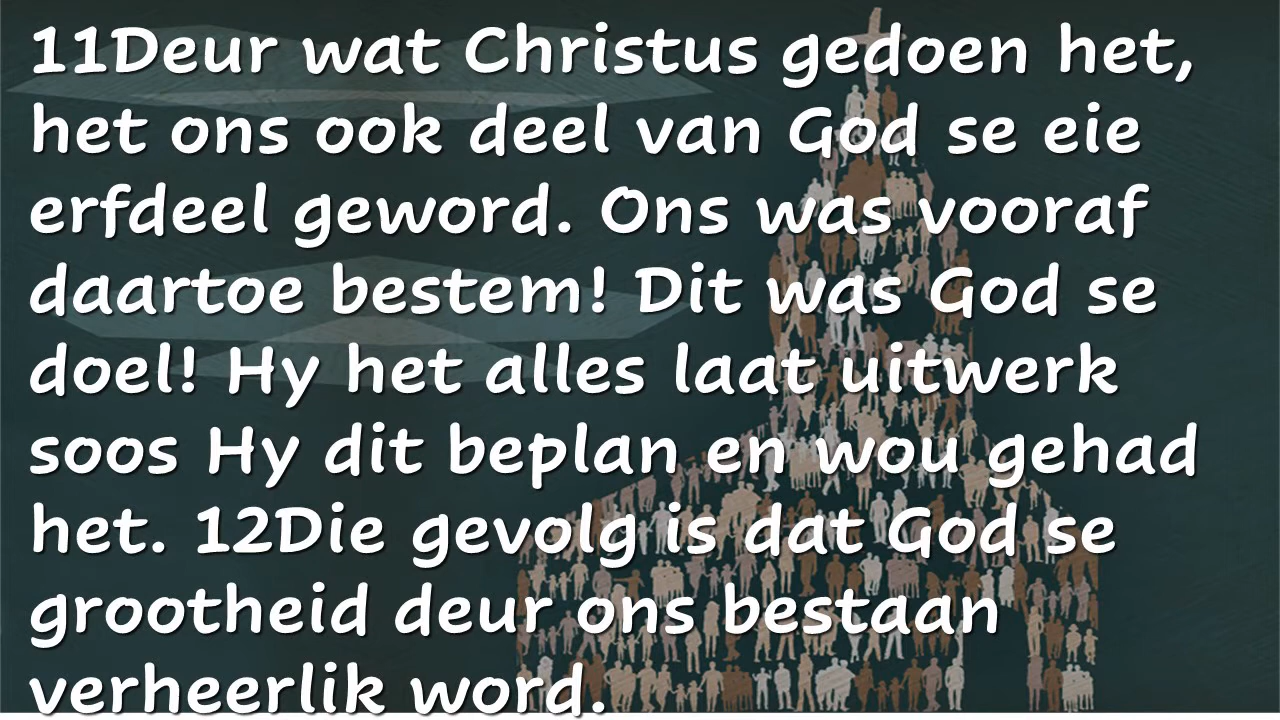 11Deur wat Christus gedoen het,
het ons ook deel van God se eie
erfdeel geword. Ons was vooraf
daartoe bestem! Dit was God se
doel! Hy het alles laat uitwerk
soos Hy dit beplan en wou gehad
het. 12Die gevolg is dat God se
grootheid deur ons bestaan
verheerlik word.